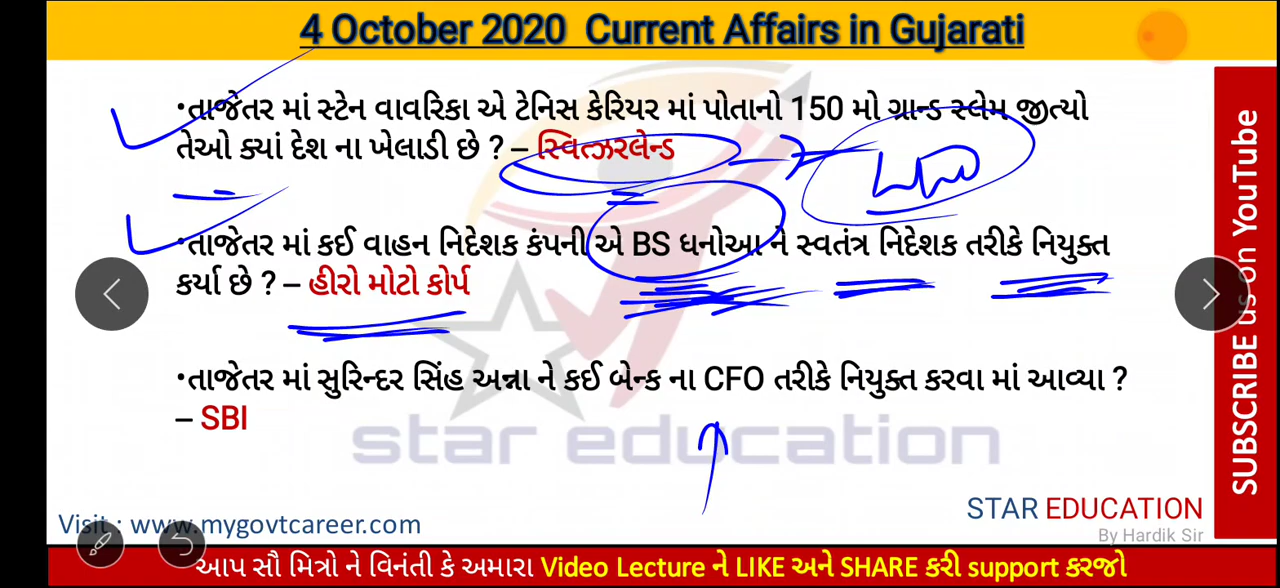 4 October 2020 Current Affairs in Gujarati
•તાજેતર માં સ્ટેન વાવરિકા એ ટેનિસ કેરિયર માં પોતાનો 150 મો ગ્રાન્ડ સ્લેમ જીત્યો
તેઓ ક્યાં દેશ ના ખેલાડી છે ? – સ્વિત્ઝરલેન્ડ
•તાજેતર માં કઈ વાહન નિદેશક કંપની એ BS ધનોઆ ને સ્વતંત્ર નિદેશક તરીકે નિયુક્ત
કર્યા છે ? – હીરો મોટો કોર્પ
•તાજેતર માં સુરિન્દર સિંહ અન્ના ને કઈ બેન્ક ના CFO તરીકે નિયુક્ત કરવા માં આવ્યા ?
– SBI
star education
STAR EDUCATION
By Hardik Sir
Visit : www.mygovtcareer.com
આપ સૌ મિત્રો ને વિનંતી કે અમારા Video Lecture ને LIKE અને SHARE કરી support કરજો
SUBSCRIBE us on YouTube